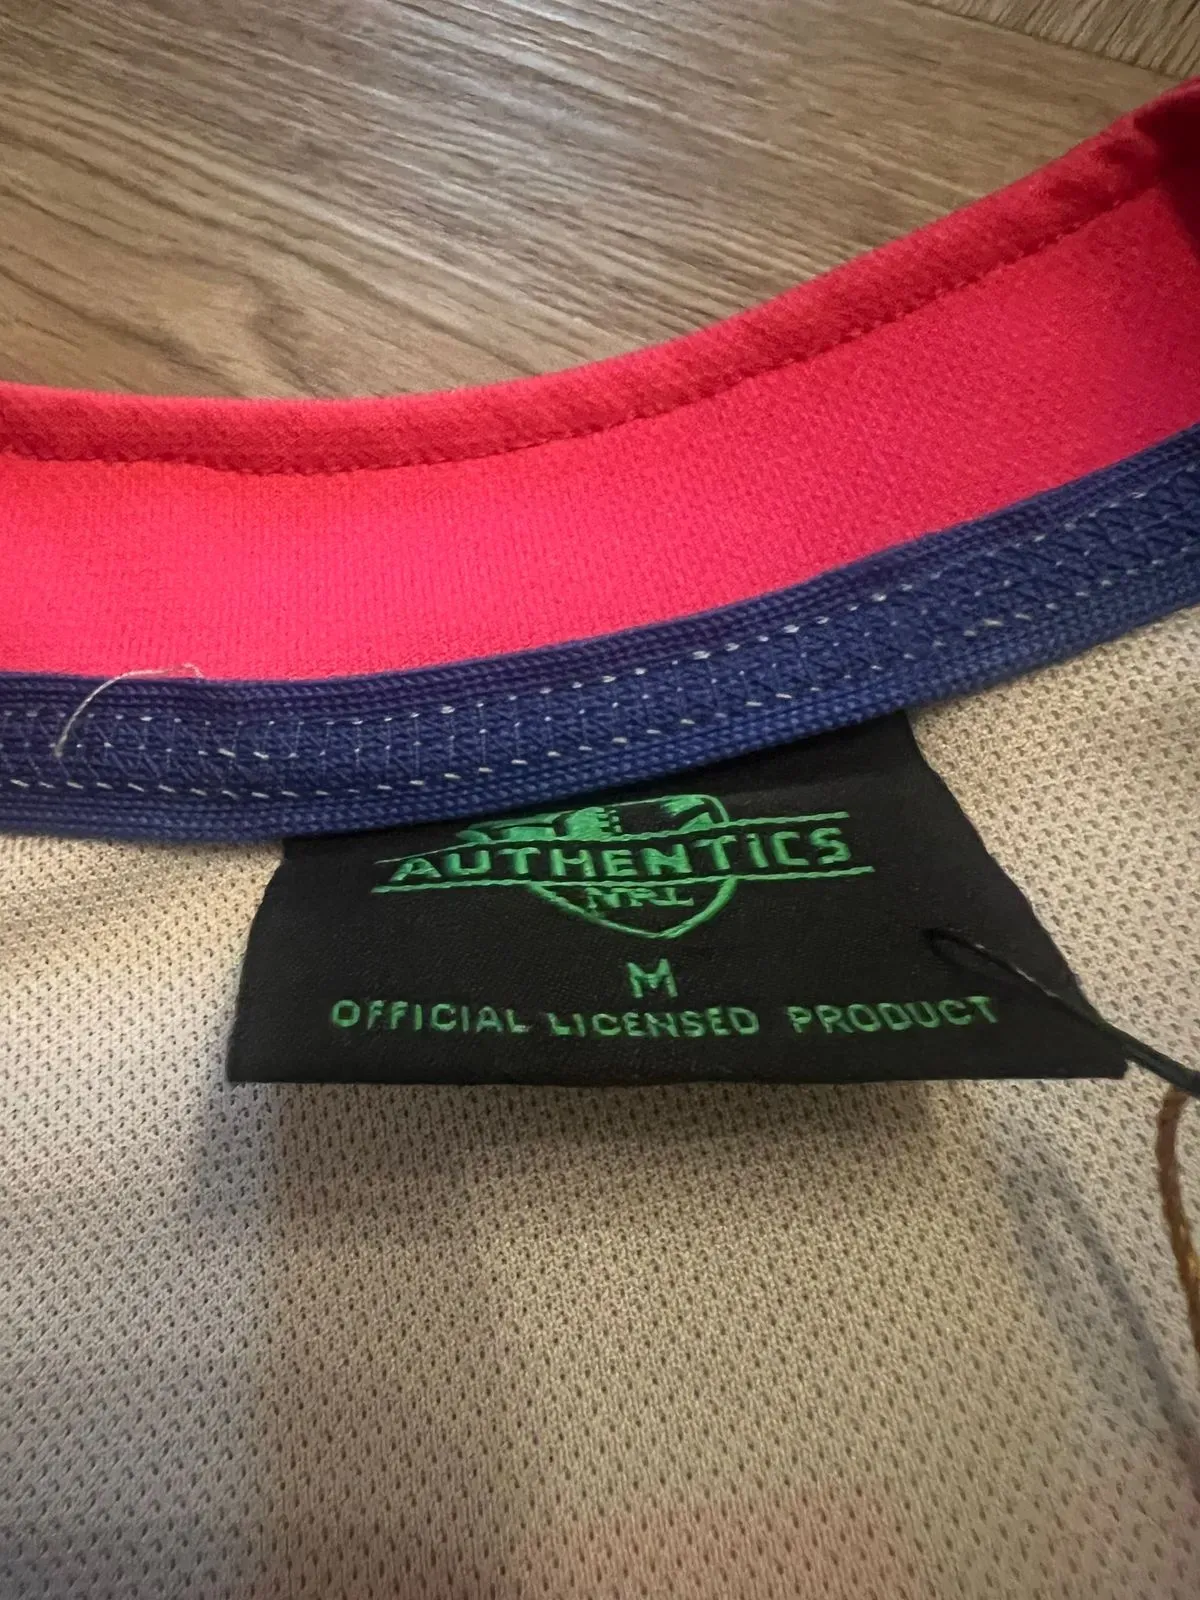 AUTHENTICS
NRL
M
OFFICIAL LICENSED PRODUCT